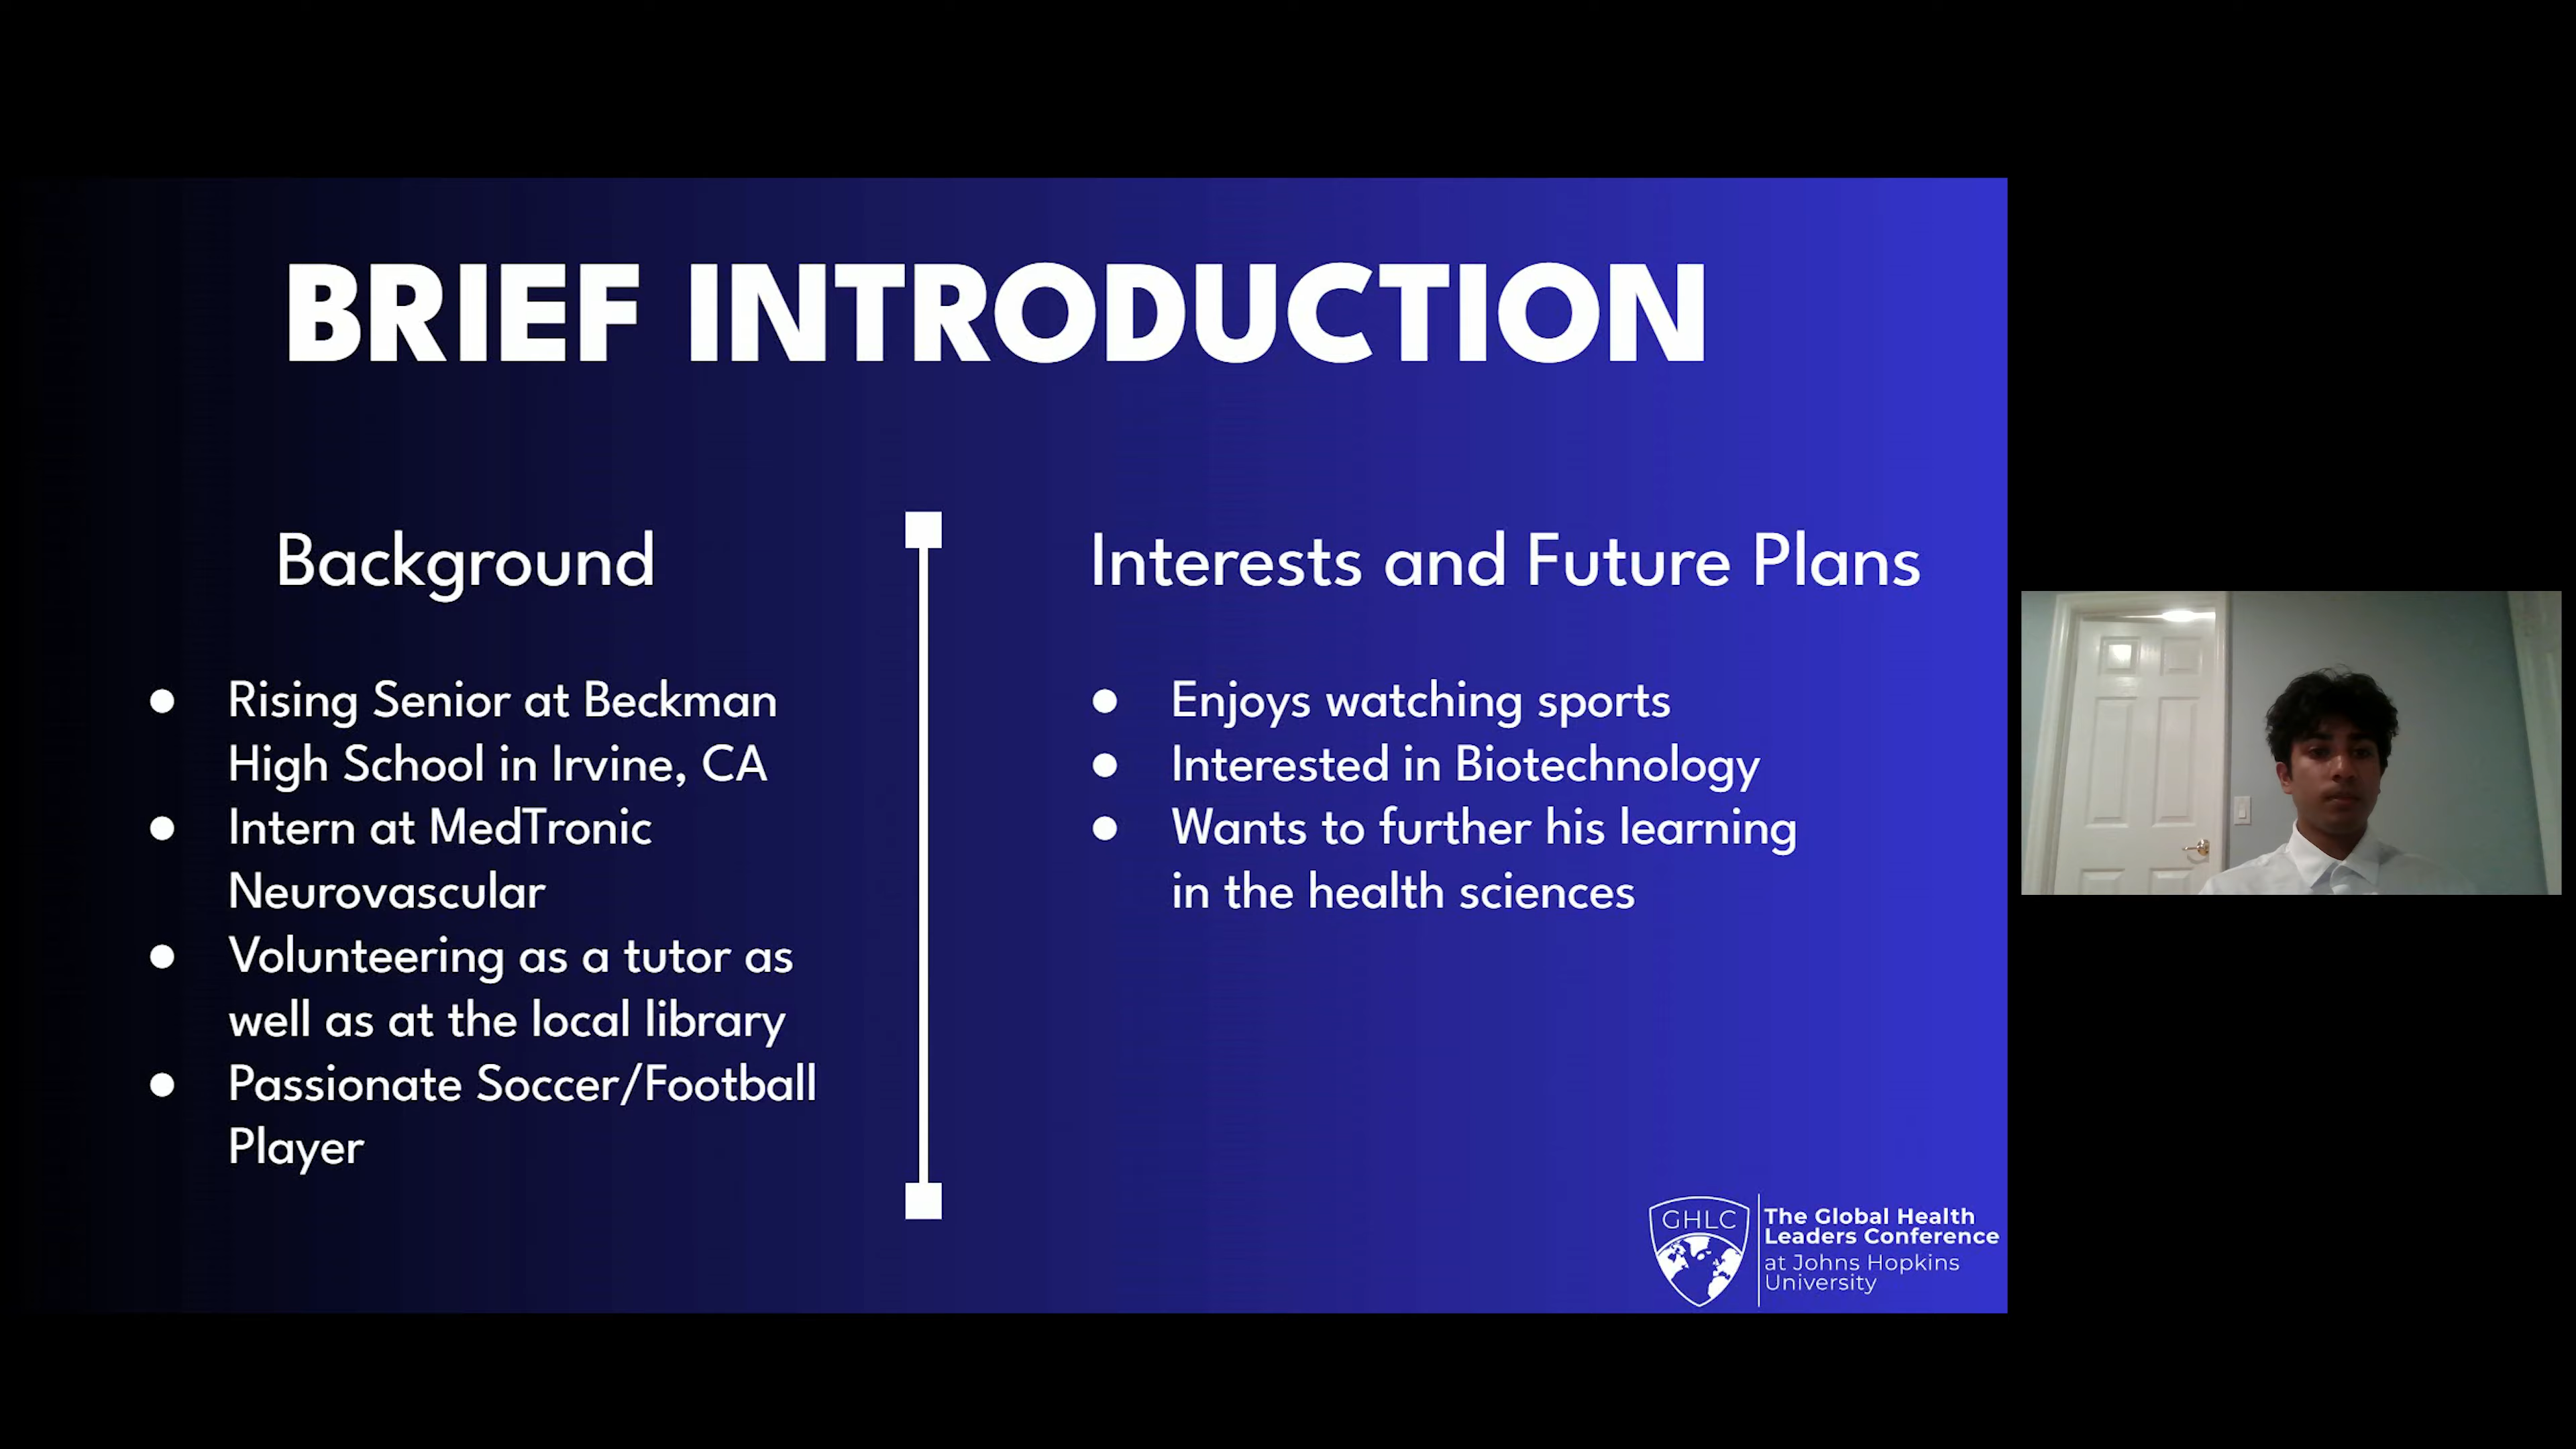 BRIEF INTRODUCTION
Background
● Rising Senior at Beckman
High School in Irvine, CA
● Intern at MedTronic
Neurovascular
● Volunteering as a tutor as
well as at the local library
● Passionate Soccer/Football
Player
Interests and Future Plans
● Enjoys watching sports
● Interested in Biotechnology
● Wants to further his learning
in the health sciences
GHLC
The Global Health
Leaders Conference
at Johns Hopkins
University